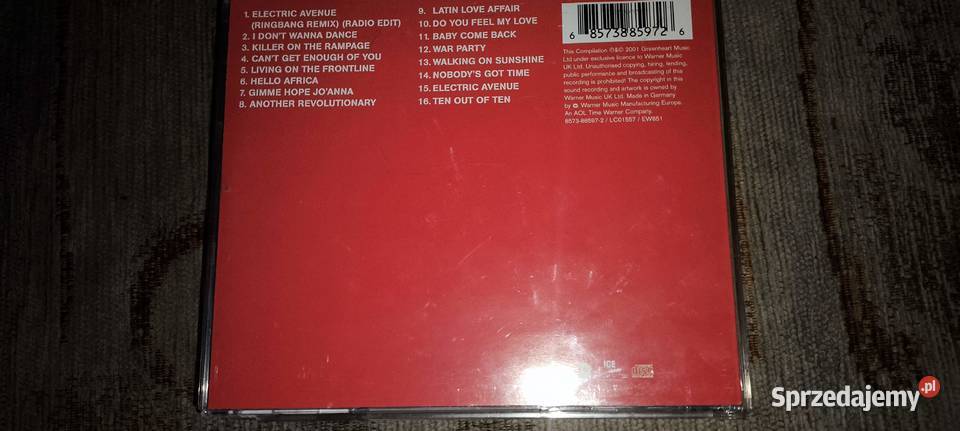 1. ELECTRIC AVENUE
(RINGBANG REMIX) (RADIO EDIT)
2. I DON'T WANNA DANCE
3. KILLER ON THE RAMPAGE
4. CAN'T GET ENOUGH OF YOU
5. LIVING ON THE FRONTLINE
6. HELLO AFRICA
7. GIMME HOPE JO'ANNA
8. ANOTHER REVOLUTIONARY
9. LATIN LOVE AFFAIR
10. DO YOU FEEL MY LOVE
11. BABY COME BACK
12. WAR PARTY
13. WALKING ON SUNSHINE
14. NOBODY'S GOT TIME
15. ELECTRIC AVENUE
16. TEN OUT OF TEN
6 85738 85972 6
This Compilation ℗&© 2001 Greenheart Music
Ltd under exclusive licence to Warner Music
UK Ltd. Unauthorised copying, hiring, lending,
public performance and broadcasting of this
recording is prohibited! The copyright in this
sound recording and artwork is owned by
Warner Music UK Ltd. Made in Germany
by Warner Music Manufacturing Europe.
An AOL Time Warner Company.
8573-88597-2 / LC01557 / EW851
ICE
Sprzedajemy.pl